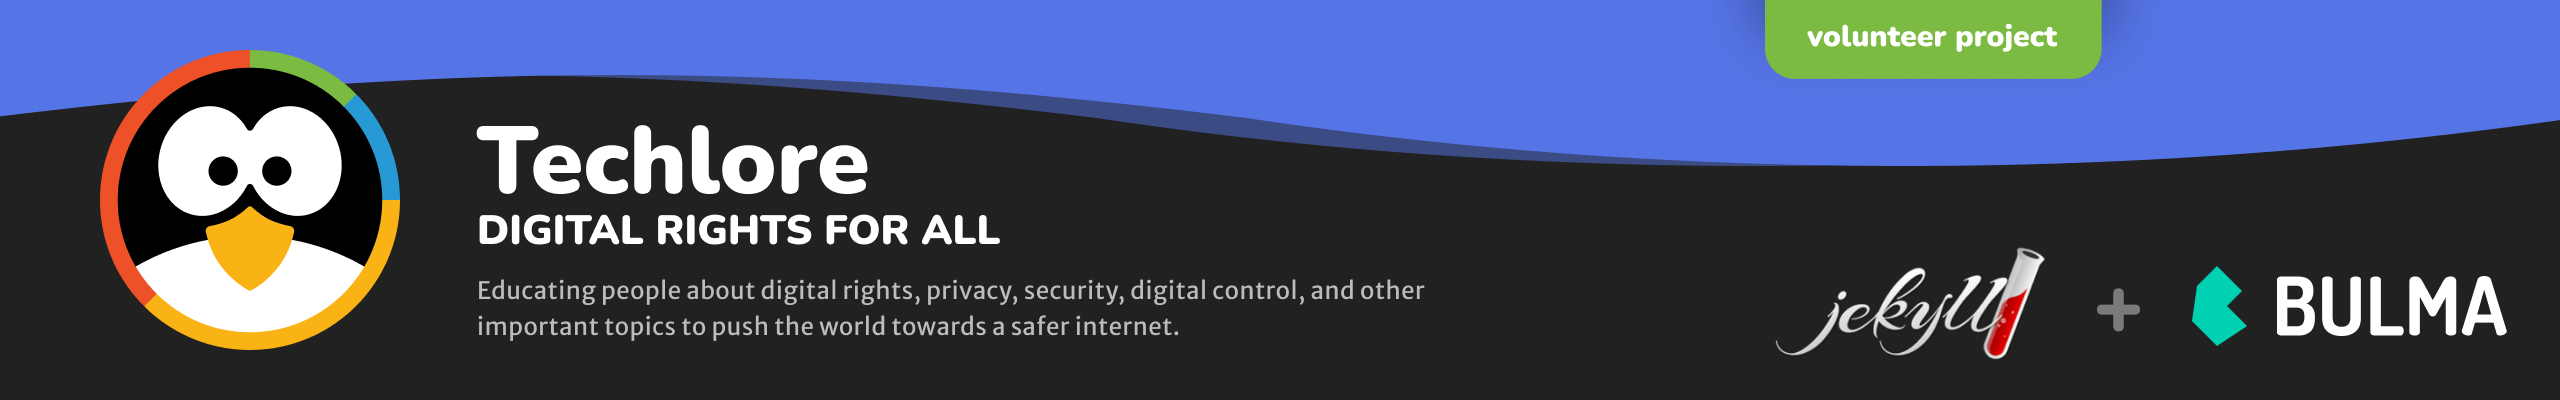 volunteer project
Techlore
DIGITAL RIGHTS FOR ALL
Educating people about digital rights, privacy, security, digital control, and other
important topics to push the world towards a safer internet.
jekyll + BULMA